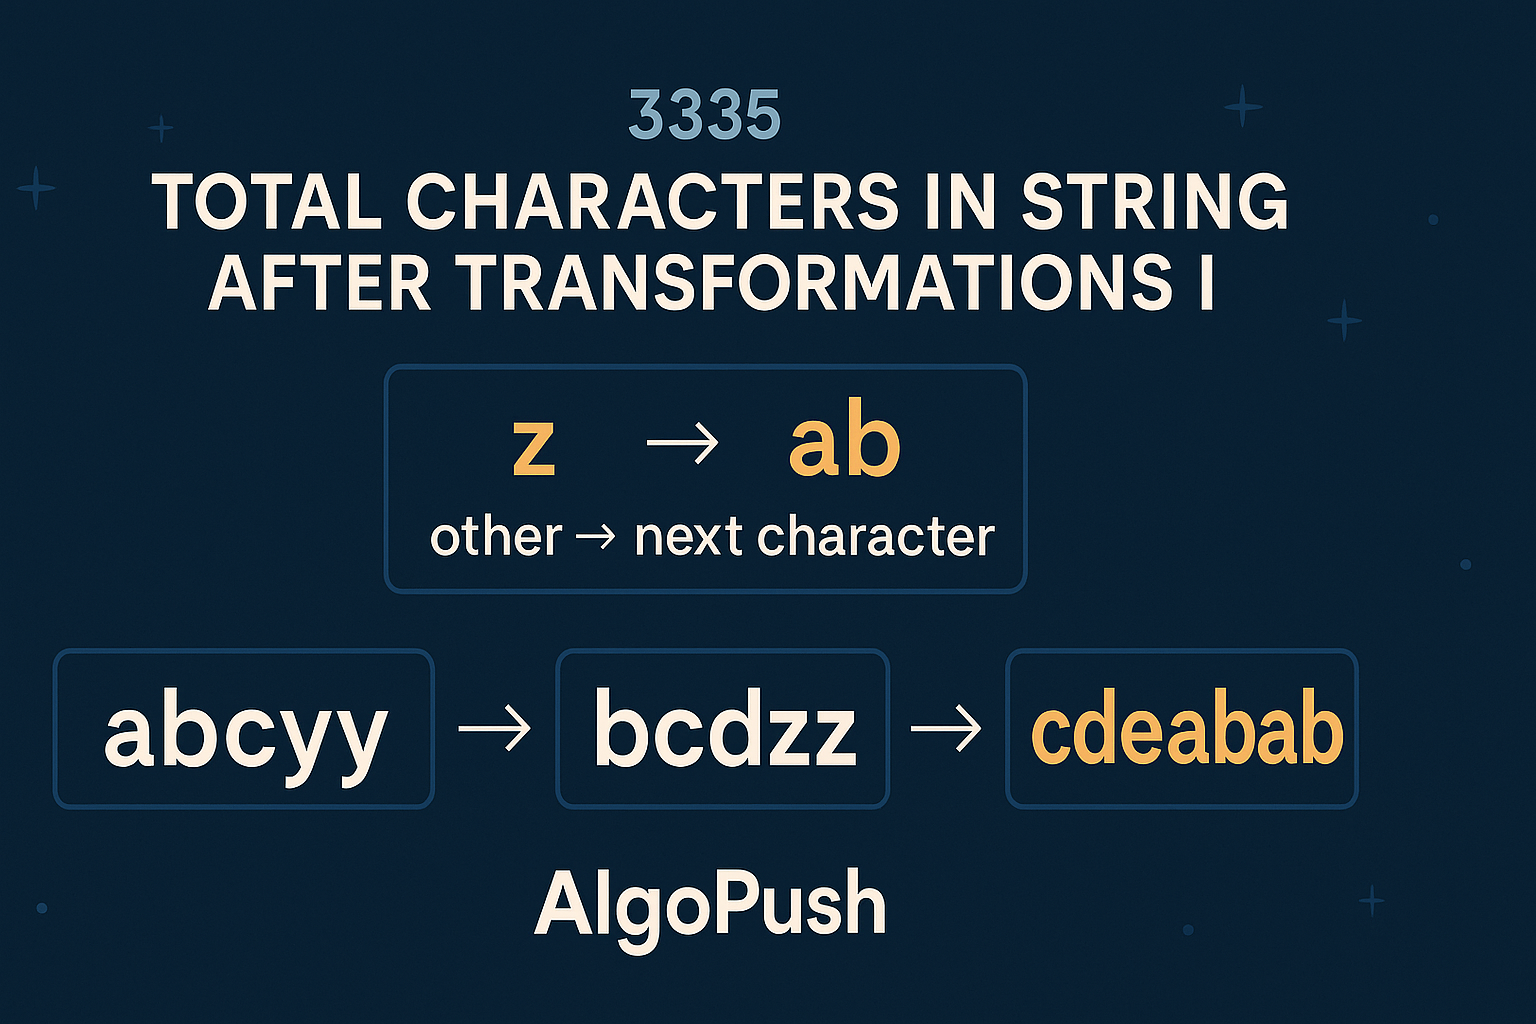 3335
TOTAL CHARACTERS IN STRING
AFTER TRANSFORMATIONS I
z → ab
other → next character
abcyy → bcdzz → cdeabab
AlgoPush